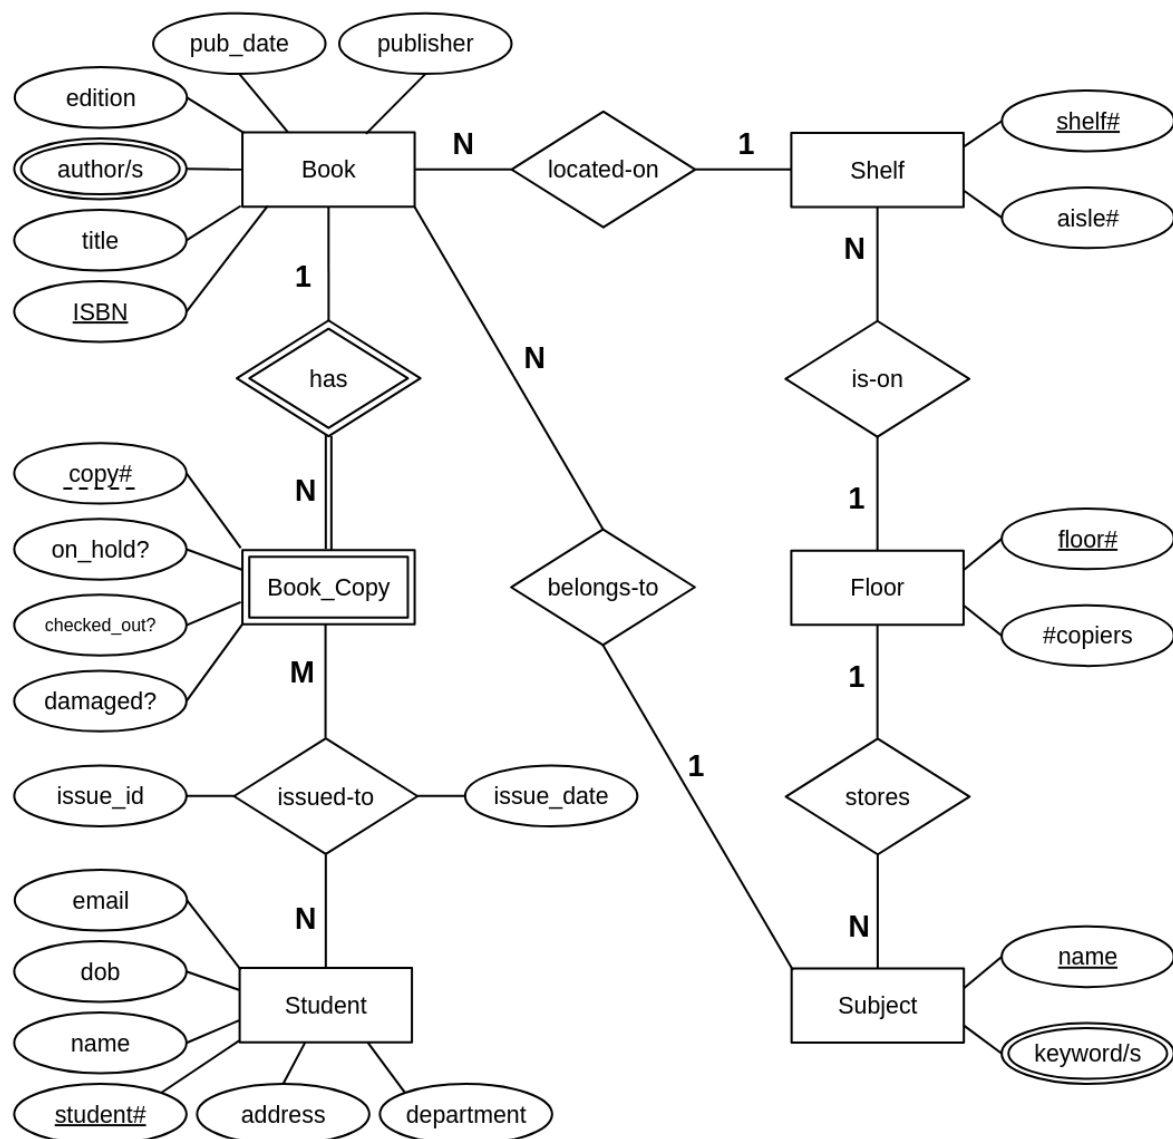 pub_date
publisher
edition
author/s
title
ISBN
Book
N
located-on
1
Shelf
shelf#
aisle#
1
N
has
N
is-on
N
1
copy#
on_hold?
checked_out?
damaged?
Book_Copy
belongs-to
Floor
floor#
#copiers
M
1
1
issue_id
issued-to
issue_date
stores
N
N
email
dob
name
student#
Student
address
department
Subject
name
keyword/s